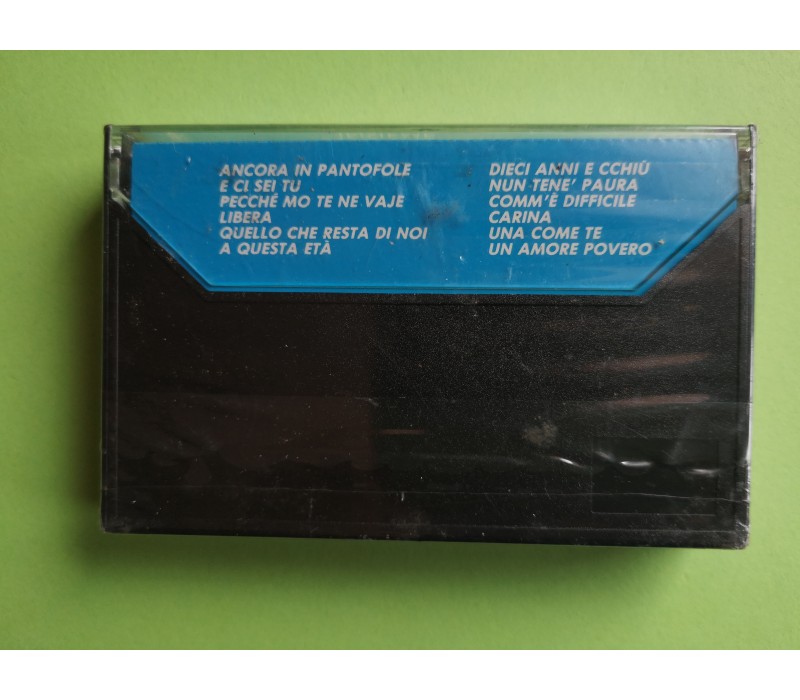 ANCORA IN PANTOFOLE
E CI SEI TU
PECCHÉ MO TE NE VAJE
LIBERA
QUELLO CHE RESTA DI NOI
A QUESTA ETÀ
DIECI ANNI E CCHIÙ
NUN TENE' PAURA
COMM'È DIFFICILE
CARINA
UNA COME TE
UN AMORE POVERO